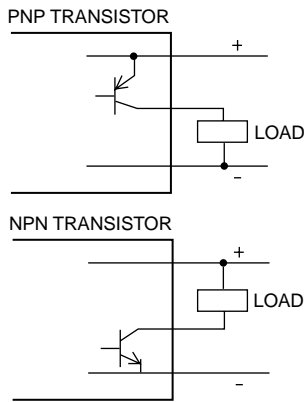 PNP TRANSISTOR
+
LOAD
−
NPN TRANSISTOR
+
LOAD
−